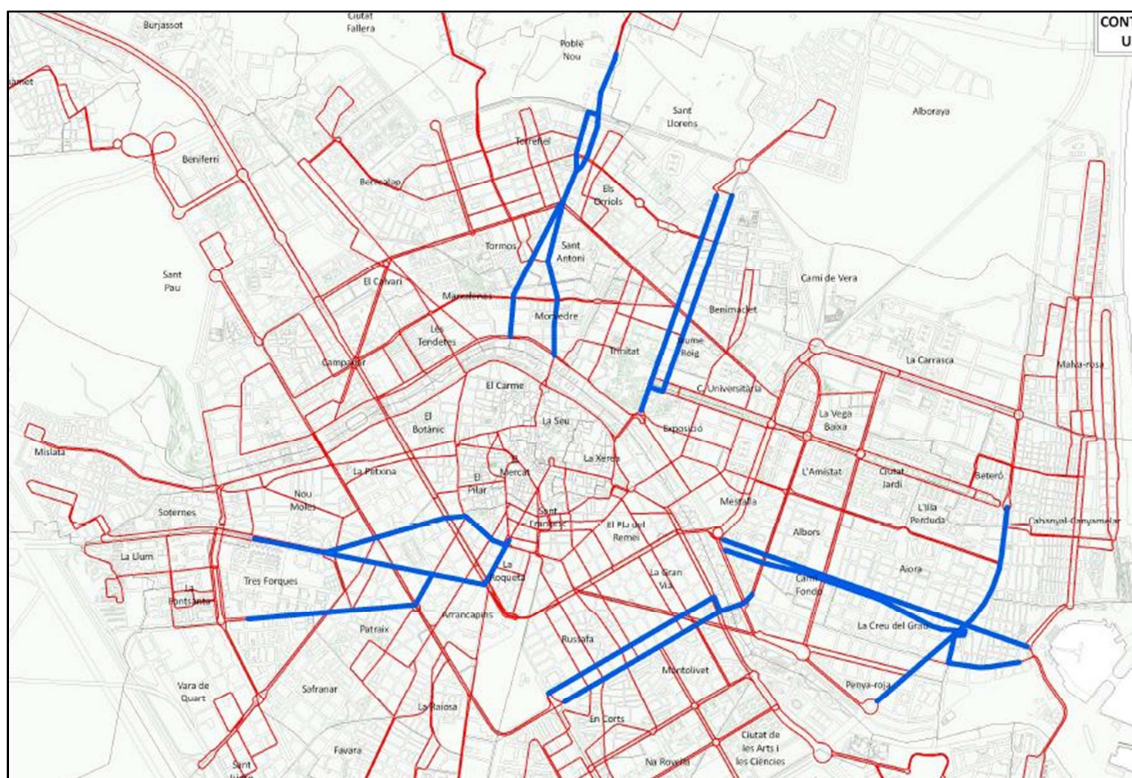 Burjassot
Ciutat
Fallera
Poble
Nou
CONT
U
Sant
Llorens
Alboraya
Beniferri
Torrefiel
Benicalap
Els
Orriols
Tormos
Sant
Antoni
Sant
Pau
El Calvari
Camí de Vera
Marxalenes
Morvedre
Benimaclet
Les
Tendetes
Trinitat
Jaume
Roig
Campanar
La Carrasca
Malva-rosa
El Carme
C. Universitària
El
Botànic
La Seu
Exposició
La Vega
Baixa
Mislata
La Petxina
El
Mercat
La Xerea
L'Amistat
Ciutat
Jardí
Beteró
El
Pilar
Nou
Moles
Mestalla
L'Illa
Perduda
Soternes
Sant
Francesc
El Pla del
Remei
Albors
Cabanyal-Canyamelar
La Llum
Tres Forques
La
Roqueta
La Gran
Via
Camí
Fondo
Aiora
La
Fontsanta
Arrancapins
Patraix
Russafa
La Creu del Grau
Montolivet
Penya-roja
Vara de
Quart
Safranar
La Raiosa
En Corts
Favara
Ciutat de
les Arts i
les Ciències
Na Rovella
Sant